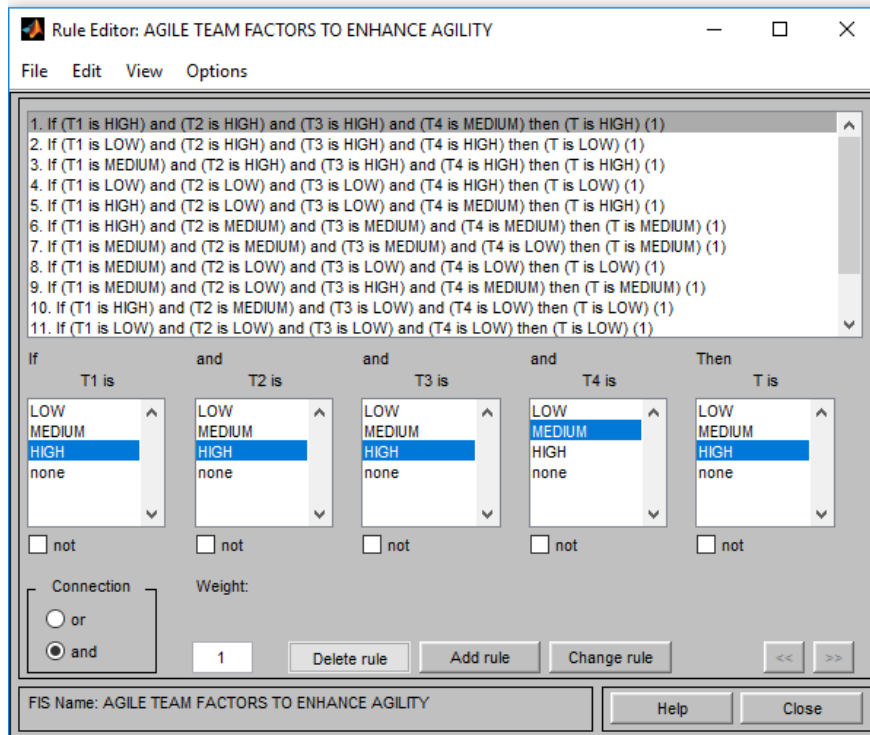 Rule Editor: AGILE TEAM FACTORS TO ENHANCE AGILITY
File Edit View Options
1. If (T1 is HIGH) and (T2 is HIGH) and (T3 is HIGH) and (T4 is MEDIUM) then (T is HIGH) (1)
2. If (T1 is LOW) and (T2 is HIGH) and (T3 is HIGH) and (T4 is HIGH) then (T is LOW) (1)
3. If (T1 is MEDIUM) and (T2 is HIGH) and (T3 is HIGH) and (T4 is HIGH) then (T is HIGH) (1)
4. If (T1 is LOW) and (T2 is LOW) and (T3 is LOW) and (T4 is HIGH) then (T is LOW) (1)
5. If (T1 is HIGH) and (T2 is LOW) and (T3 is LOW) and (T4 is MEDIUM) then (T is HIGH) (1)
6. If (T1 is HIGH) and (T2 is MEDIUM) and (T3 is MEDIUM) and (T4 is MEDIUM) then (T is MEDIUM) (1)
7. If (T1 is MEDIUM) and (T2 is MEDIUM) and (T3 is MEDIUM) and (T4 is LOW) then (T is MEDIUM) (1)
8. If (T1 is MEDIUM) and (T2 is LOW) and (T3 is LOW) and (T4 is LOW) then (T is LOW) (1)
9. If (T1 is MEDIUM) and (T2 is LOW) and (T3 is HIGH) and (T4 is MEDIUM) then (T is MEDIUM) (1)
10. If (T1 is HIGH) and (T2 is MEDIUM) and (T3 is LOW) and (T4 is LOW) then (T is LOW) (1)
11. If (T1 is LOW) and (T2 is LOW) and (T3 is LOW) and (T4 is LOW) then (T is LOW) (1)
If and and and Then
T1 is T2 is T3 is T4 is T is
LOW LOW LOW LOW LOW
MEDIUM MEDIUM MEDIUM MEDIUM MEDIUM
HIGH HIGH HIGH HIGH HIGH
none none none none none
not not not not not
Connection Weight:
or
and 1 Delete rule Add rule Change rule << >>
FIS Name: AGILE TEAM FACTORS TO ENHANCE AGILITY Help Close